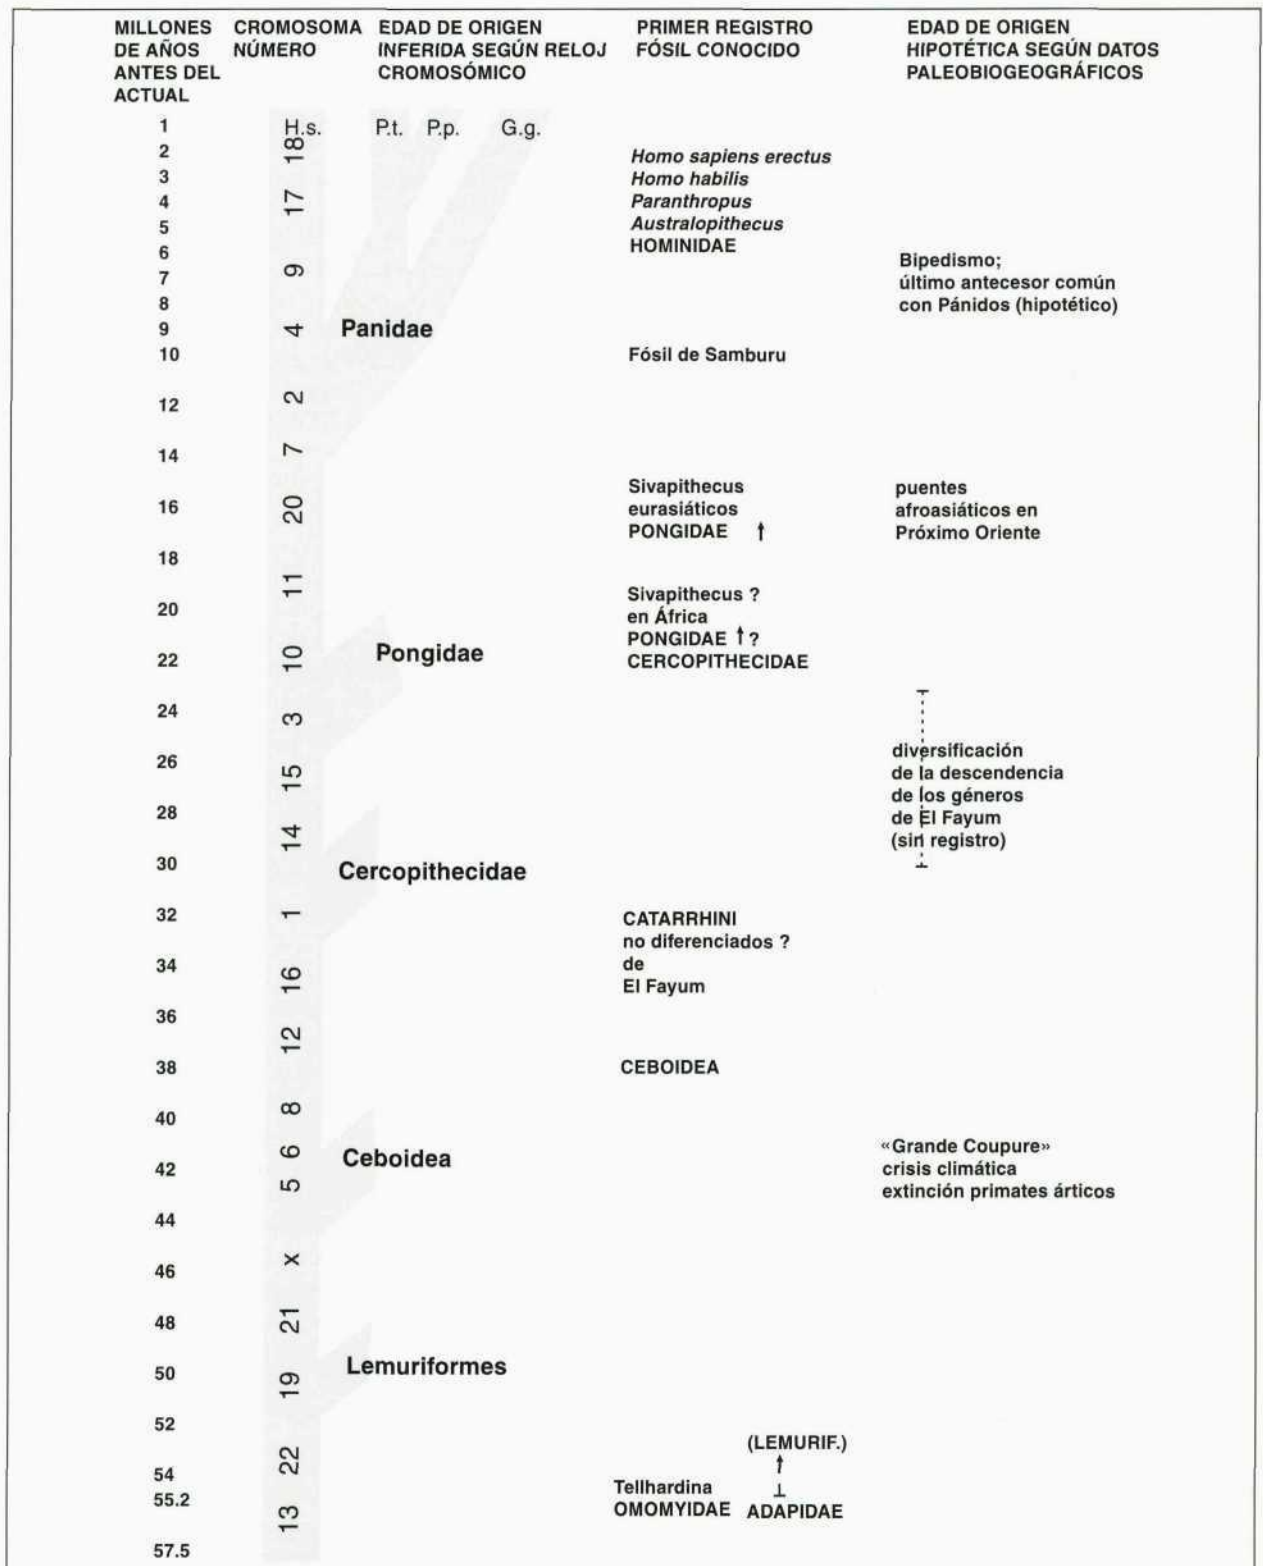 MILLONES DE AÑOS ANTES DEL ACTUAL
CROMOSOMA NÚMERO
EDAD DE ORIGEN INFERIDA SEGÚN RELOJ CROMOSÓMICO
PRIMER REGISTRO FÓSIL CONOCIDO
EDAD DE ORIGEN HIPOTÉTICA SEGÚN DATOS PALEOBIOGEOGRÁFICOS
1
H.s. P.t. P.p. G.g.
2
18
Homo sapiens erectus
3
Homo habilis
4
17
Paranthropus
5
Australopithecus
6
HOMINIDAE
Bipedismo;
7
9
último antecesor común
8
con Pánidos (hipotético)
9
4
Panidae
10
Fósil de Samburu
12
2
14
7
Sivapithecus
puentes
16
20
eurasiáticos
afroasiáticos en
PONGIDAE ↑
Próximo Oriente
18
11
Sivapithecus ?
20
en África
PONGIDAE ↑ ?
22
10
Pongidae
CERCOPITHECIDAE
24
3
26
15
diversificación
de la descendencia
de los géneros
28
14
de El Fayum
(sin registro)
30
Cercopithecidae
32
1
CATARRHINI
no diferenciados ?
34
16
de
El Fayum
36
12
38
CEBOIDEA
8
40
6
Ceboidea
«Grande Coupure»
42
5
crisis climática
extinción primates árticos
44
x
46
48
21
50
19
Lemuriformes
52
(LEMURIF.)
22
↑
54
Tellhardina ⊥
55.2
13
OMOMYIDAE ADAPIDAE
57.5